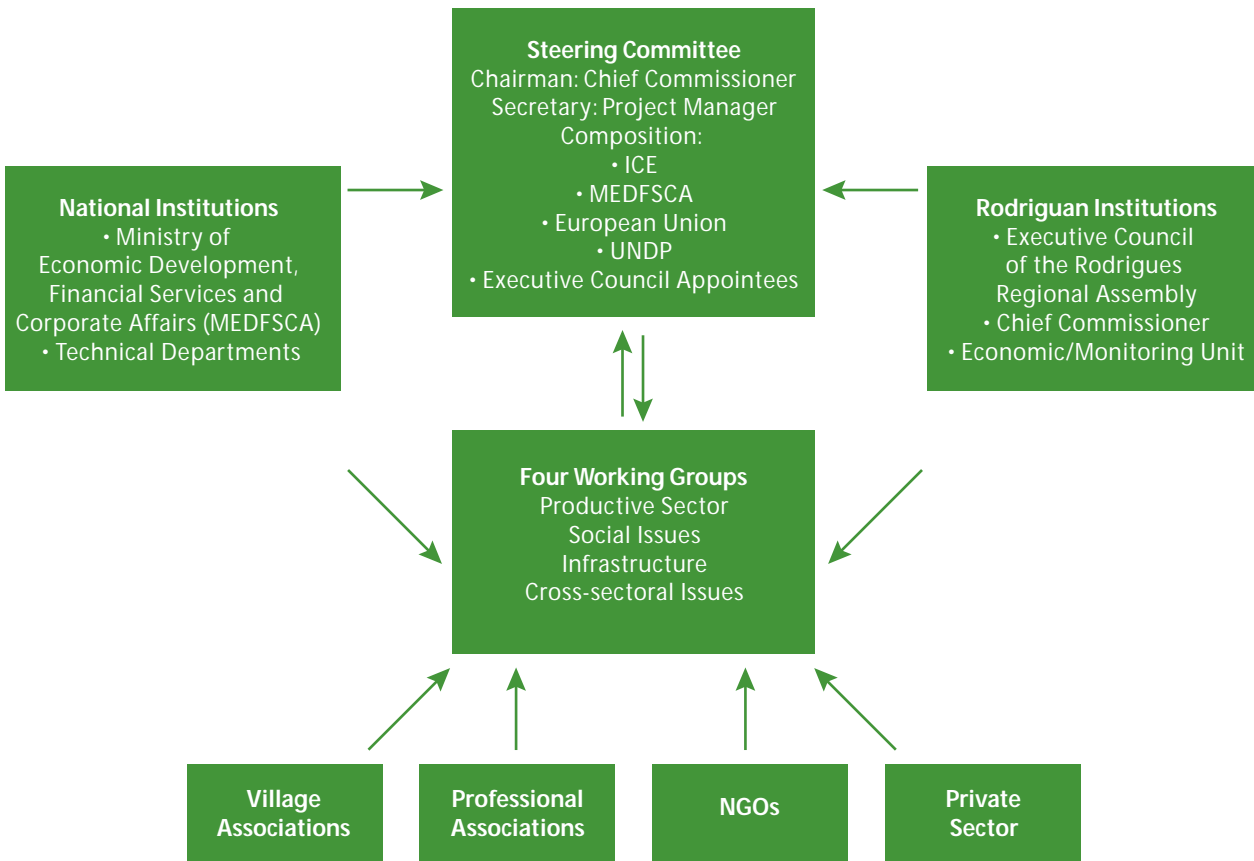 Steering Committee
Chairman: Chief Commissioner
Secretary: Project Manager
Composition:
• ICE
• MEDFSCA
• European Union
• UNDP
• Executive Council Appointees
National Institutions
• Ministry of
Economic Development,
Financial Services and
Corporate Affairs (MEDFSCA)
• Technical Departments
Rodriguan Institutions
• Executive Council
of the Rodrigues
Regional Assembly
• Chief Commissioner
• Economic/Monitoring Unit
Four Working Groups
Productive Sector
Social Issues
Infrastructure
Cross-sectoral Issues
Village
Associations
Professional
Associations
NGOs
Private
Sector